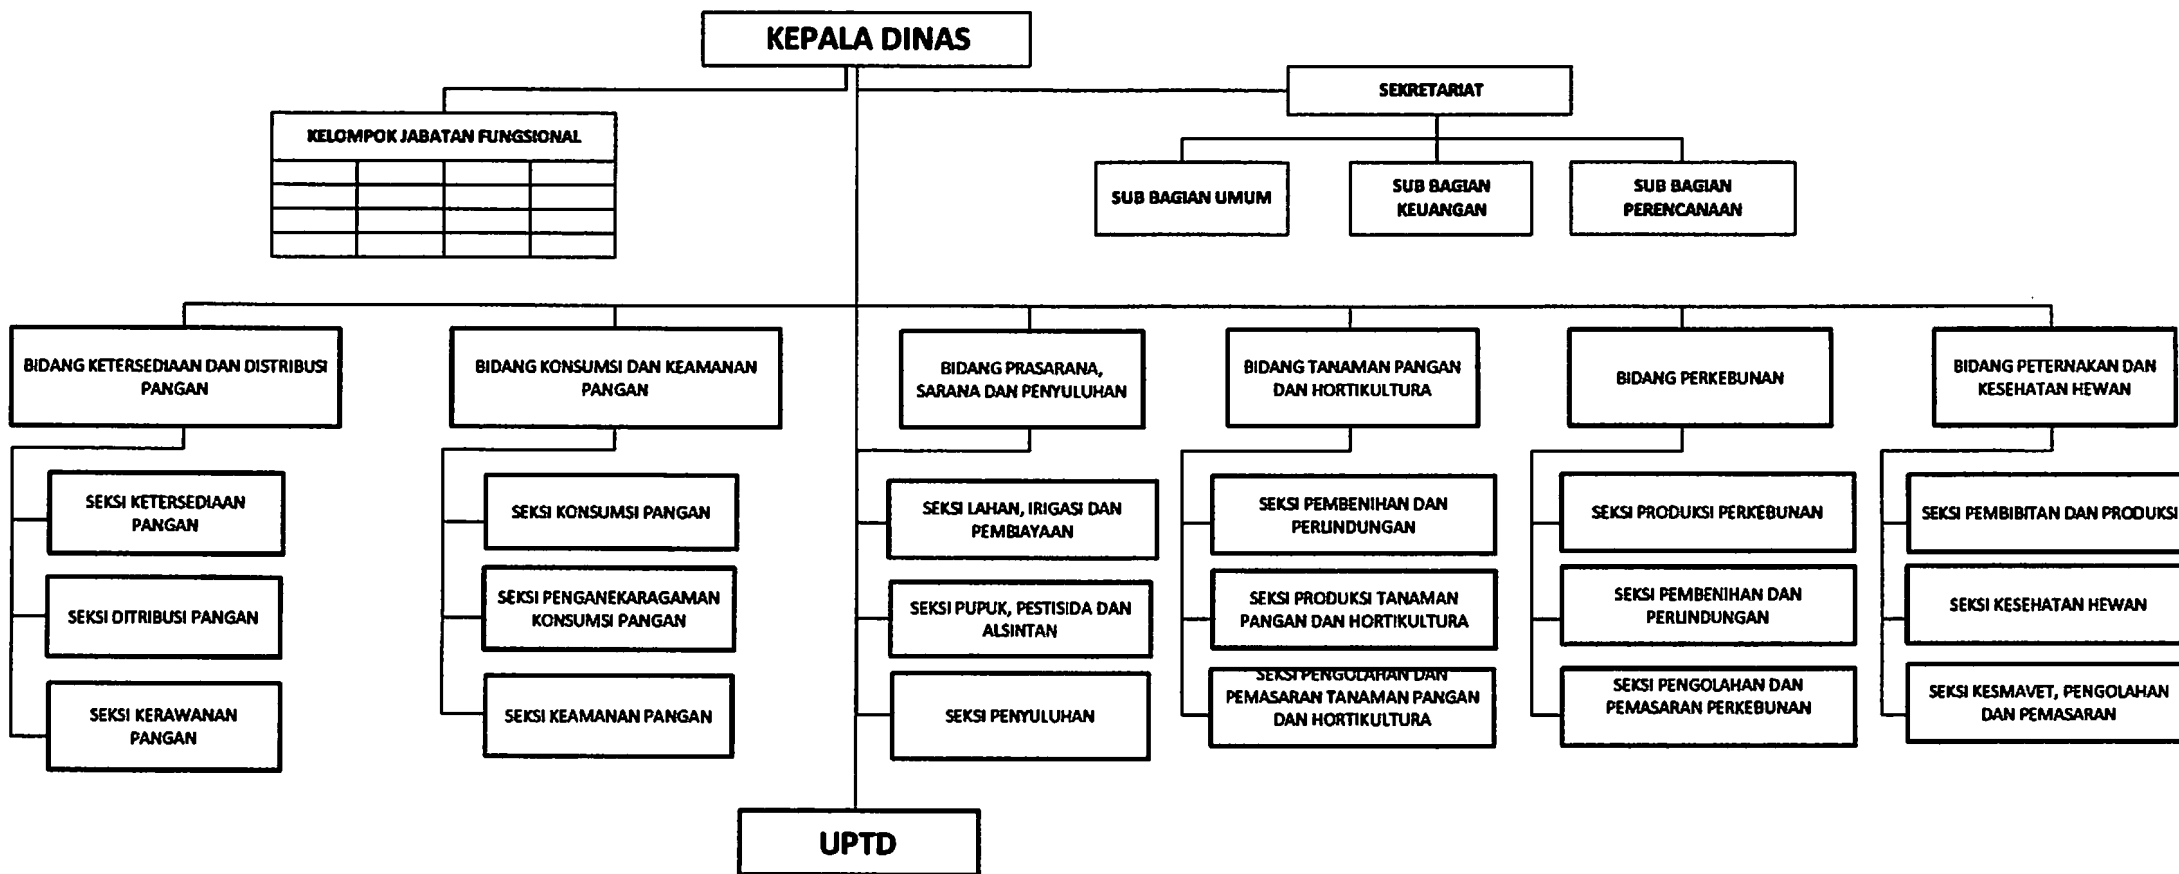 KEPALA DINAS
SEKRETARIAT
KELOMPOK JABATAN FUNGSIONAL
SUB BAGIAN UMUM
SUB BAGIAN
KEUANGAN
SUB BAGIAN
PERENCANAAN
BIDANG KETERSEDIAAN DAN DISTRIBUSI
PANGAN
BIDANG KONSUMSI DAN KEAMANAN
PANGAN
BIDANG PRASARANA,
SARANA DAN PENYULUHAN
BIDANG TANAMAN PANGAN
DAN HORTIKULTURA
BIDANG PERKEBUNAN
BIDANG PETERNAKAN DAN
KESEHATAN HEWAN
SEKSI KETERSEDIAAN
PANGAN
SEKSI DITRIBUSI PANGAN
SEKSI KERAWANAN
PANGAN
SEKSI KONSUMSI PANGAN
SEKSI PENGANEKARAGAMAN
KONSUMSI PANGAN
SEKSI KEAMANAN PANGAN
SEKSI LAHAN, IRIGASI DAN
PEMBIAYAAN
SEKSI PUPUK, PESTISIDA DAN
ALSINTAN
SEKSI PENYULUHAN
SEKSI PEMBENIHAN DAN
PERLINDUNGAN
SEKSI PRODUKSI TANAMAN
PANGAN DAN HORTIKULTURA
SEKSI PENGOLAHAN DAN
PEMASARAN TANAMAN PANGAN
DAN HORTIKULTURA
SEKSI PRODUKSI PERKEBUNAN
SEKSI PEMBENIHAN DAN
PERLINDUNGAN
SEKSI PENGOLAHAN DAN
PEMASARAN PERKEBUNAN
SEKSI PEMBIBITAN DAN PRODUKSI
SEKSI KESEHATAN HEWAN
SEKSI KESMAVET, PENGOLAHAN
DAN PEMASARAN
UPTD